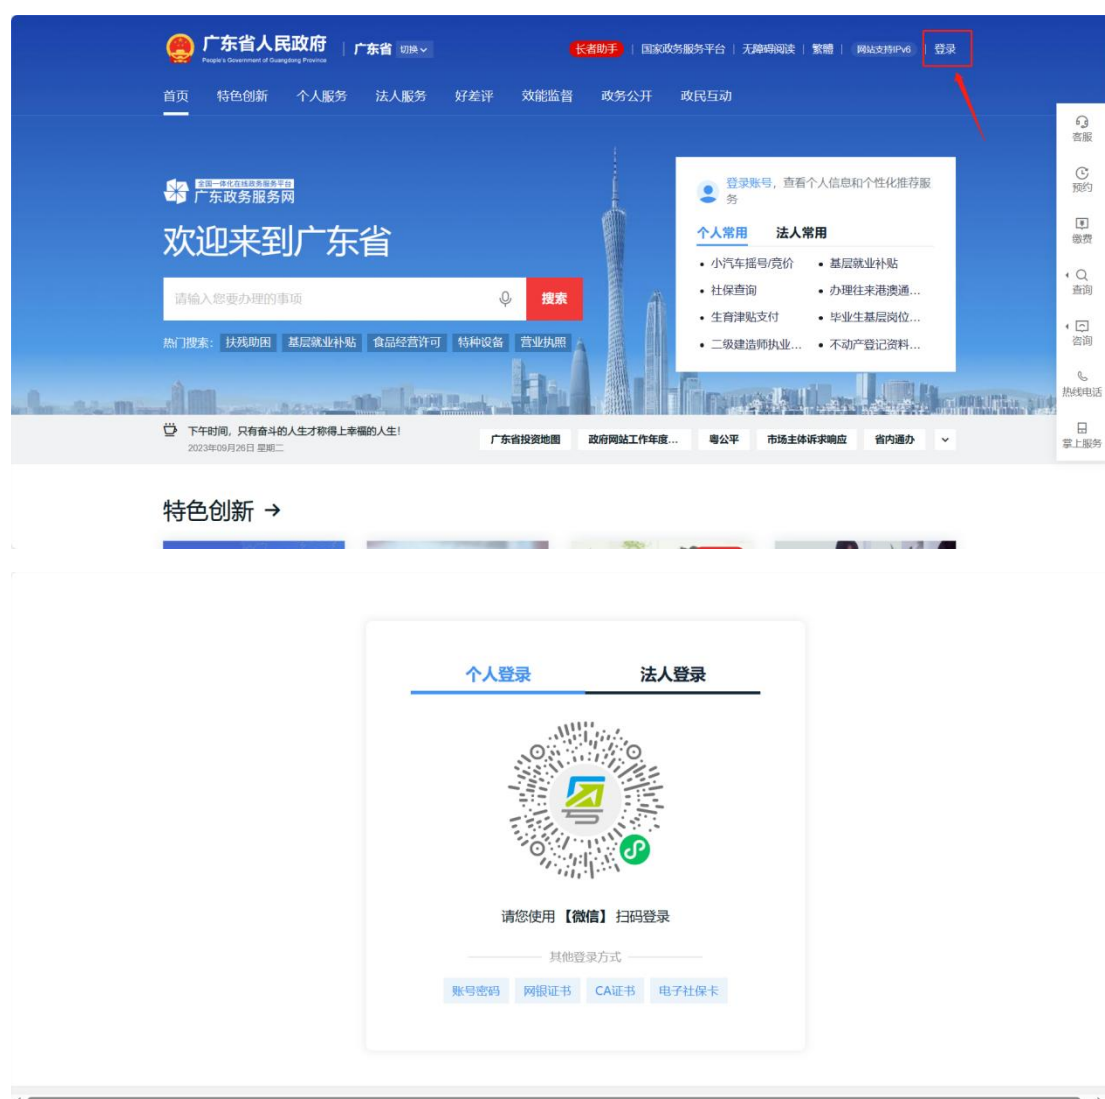 广东省人民政府
People's Government of Guangdong Province
广东省 切换
长者助手 | 国家政务服务平台 | 无障碍阅读 | 繁體 | 网站支持IPv6 | 登录
首页 特色创新 个人服务 法人服务 好差评 效能监督 政务公开 政民互动
全国一体化在线政务服务平台
广东政务服务网
欢迎来到广东省
请输入您要办理的事项 搜索
热门搜索: 扶残助困 基层就业补贴 食品经营许可 特种设备 营业执照
登录账号，查看个人信息和个性化推荐服
务
个人常用 法人常用
• 小汽车摇号/竞价 • 基层就业补贴
• 社保查询 • 办理往来港澳通...
• 生育津贴支付 • 毕业生基层岗位...
• 二级建造师执业... • 不动产登记资料...
客服
预约
缴费
查询
咨询
热线电话
掌上服务
下午时间，只有奋斗的人生才称得上幸福的人生！
2023年09月26日 星期二
广东省投资地图 政府网站工作年度... 粤公平 市场主体诉求响应 省内通办
特色创新 →
个人登录 法人登录
请您使用【微信】扫码登录
其他登录方式
账号密码 网银证书 CA证书 电子社保卡